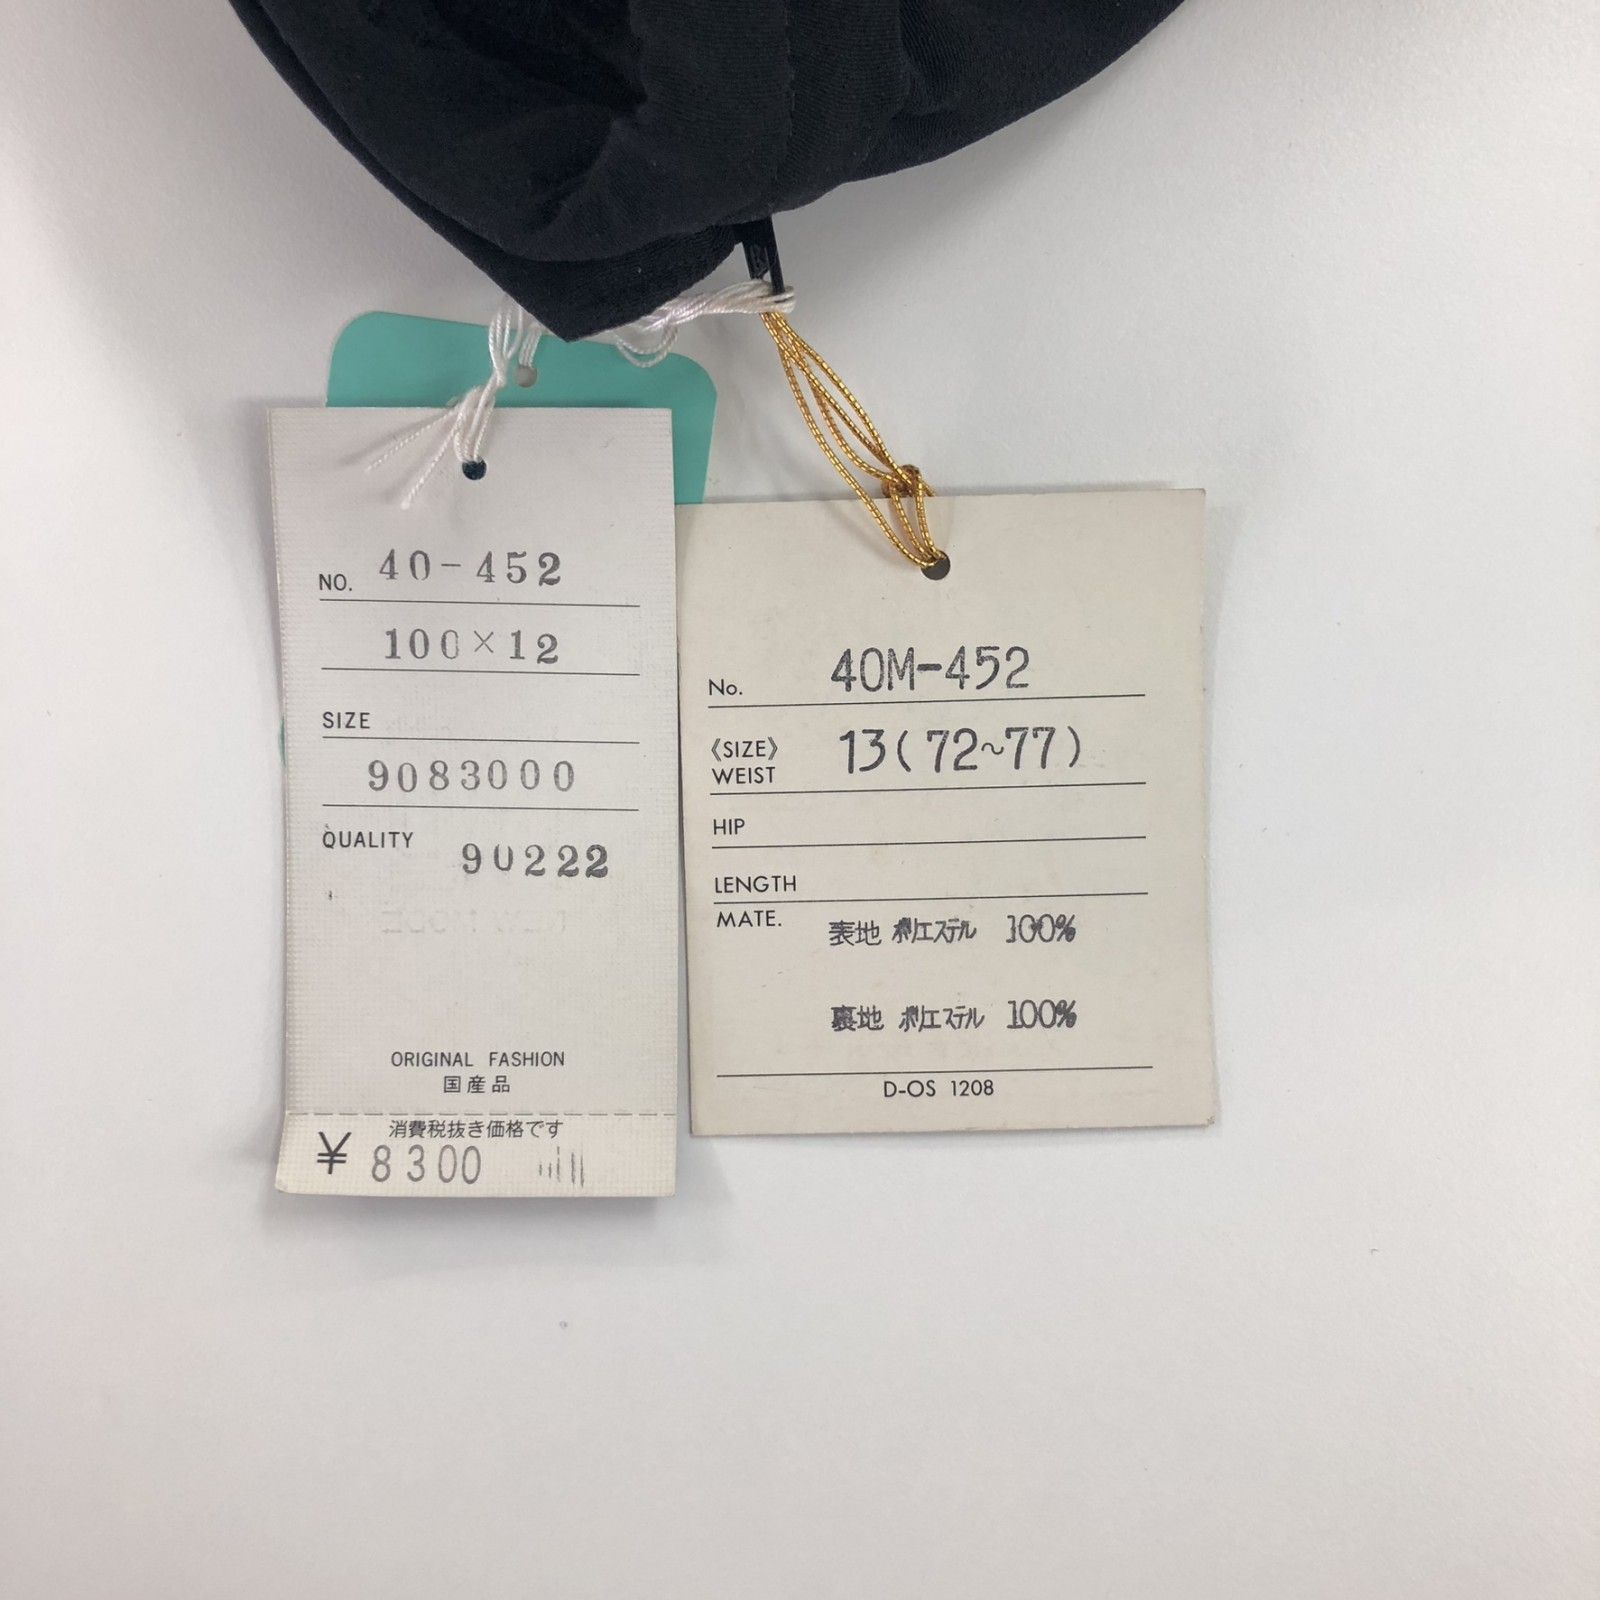 NO. 40-452
100×12
SIZE
9083000
QUALITY
90222
ORIGINAL FASHION
国産品
消費税抜き価格です
¥ 8300
No. 40M-452
《SIZE》 13(72~77)
WEIST
HIP
LENGTH
MATE.
表地 ポリエステル 100%
裏地 ポリエステル 100%
D-OS 1208